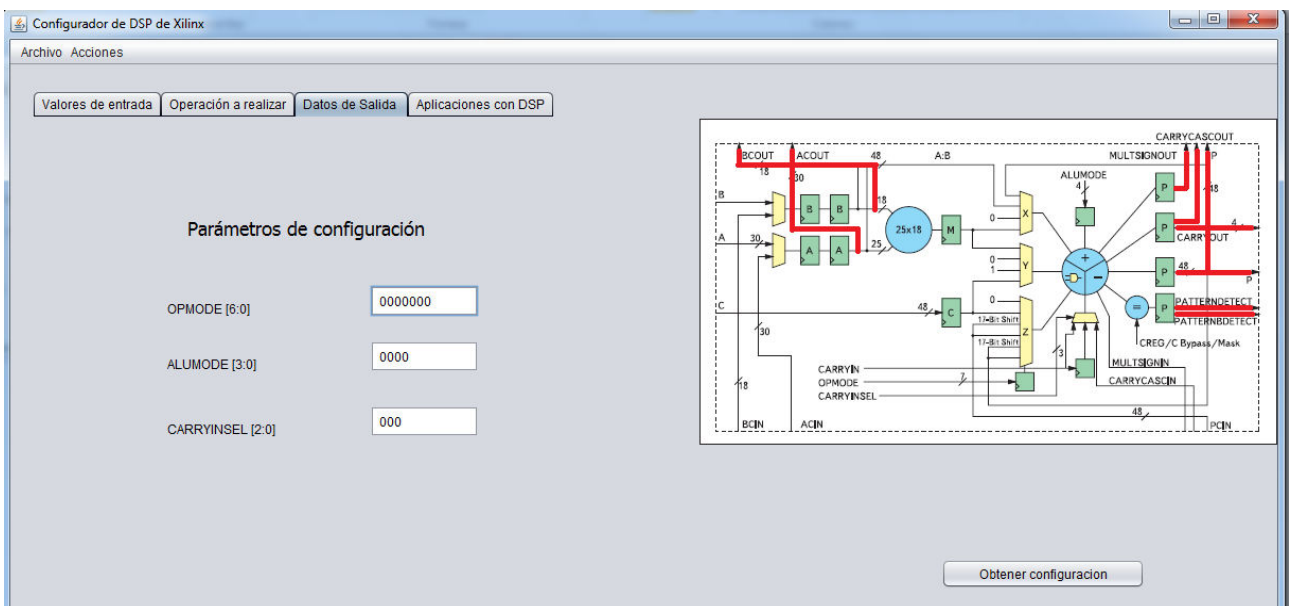 Configurador de DSP de Xilinx
Archivo Acciones
Valores de entrada Operación a realizar Datos de Salida Aplicaciones con DSP
Parámetros de configuración
OPMODE [6:0] 0000000
ALUMODE [3:0] 0000
CARRYINSEL [2:0] 000
CARRYCASCOUT
BCOUT ACOUT 48 A:B MULTSIGNOUT P
18 30 ALUMODE 48
4 P
B 18 X
B B 0
25x18 M P 4
A 30 25 CARRYOUT
A A 0
1 Y + - P 48
P
C 48 C 0 = P PATTERNDETECT
17-Bit Shift PATTERNBDETECT
30 17-Bit Shift Z CREG/C Bypass/Mask
3
CARRYIN MULTSIGNIN
18 OPMODE 7 CARRYCASCIN
CARRYINSEL
48
BCIN ACIN PCIN
Obtener configuracion